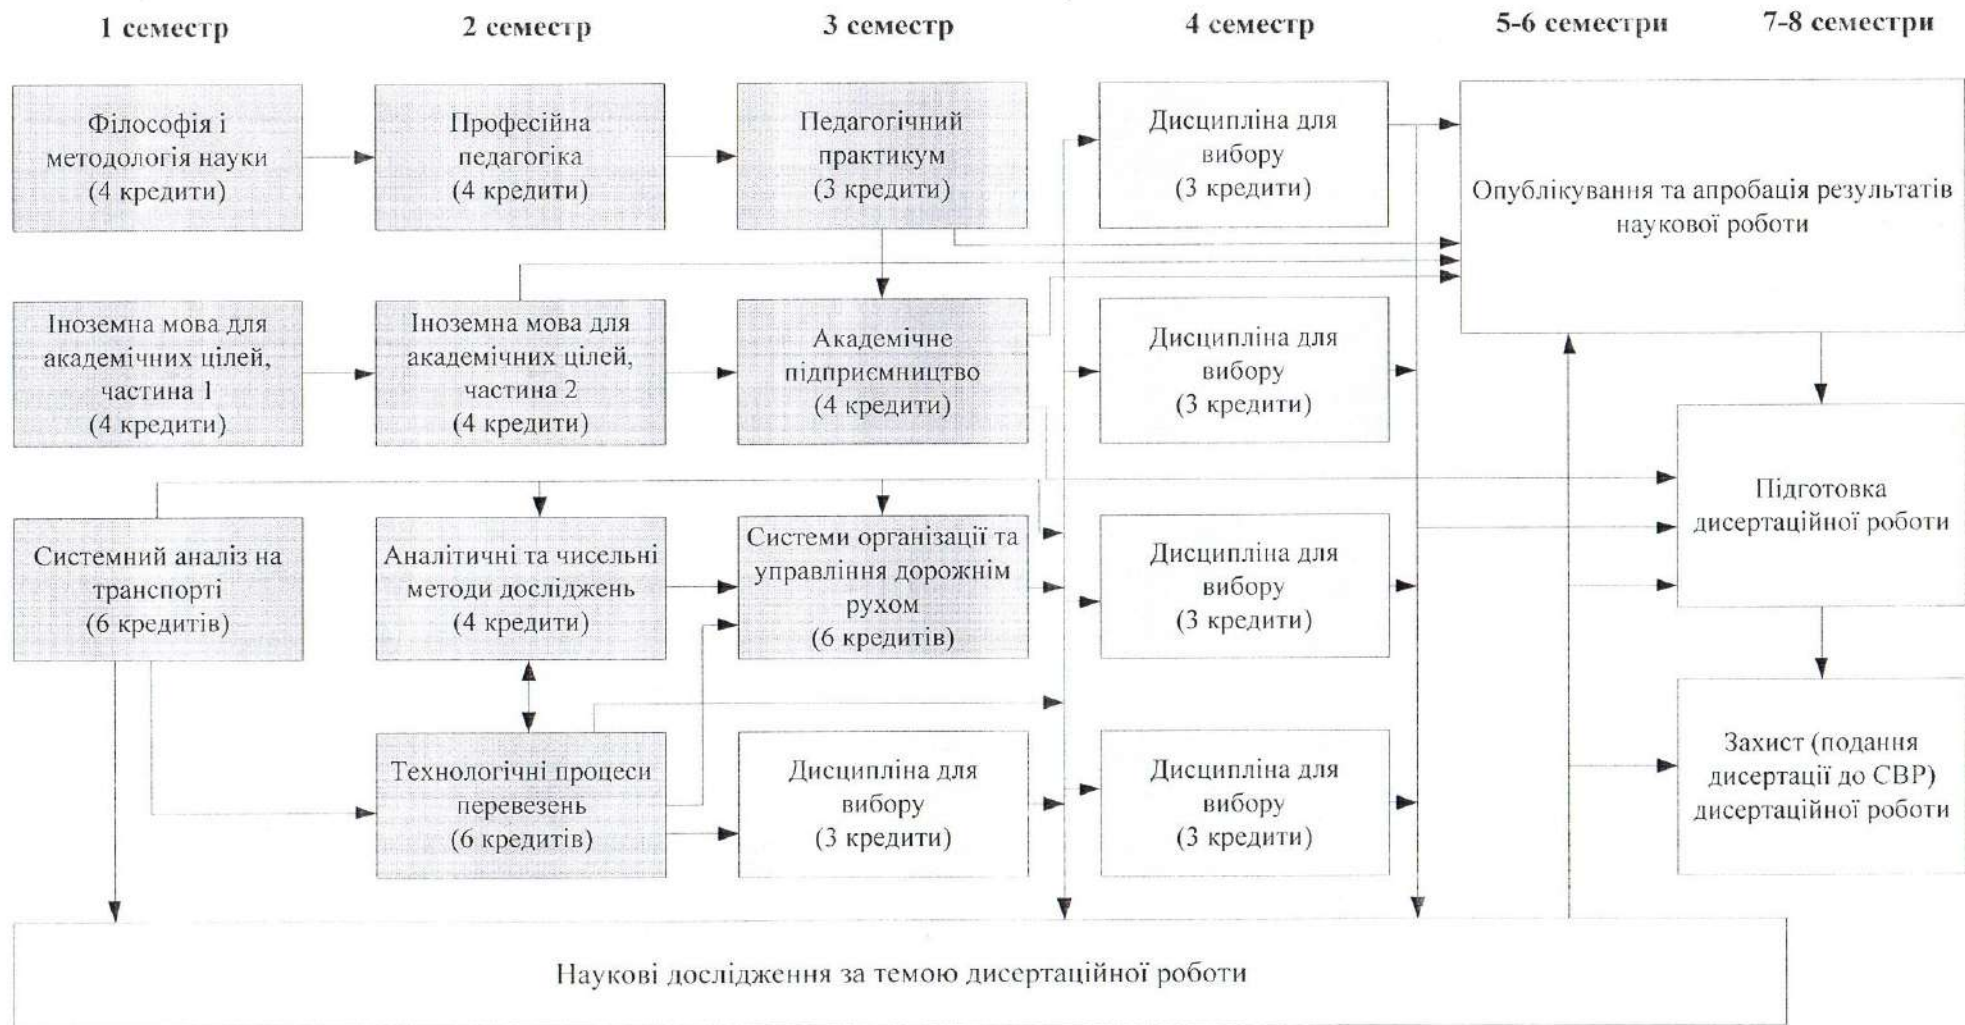 1 семестр
2 семестр
3 семестр
4 семестр
5-6 семестри
7-8 семестри
Філософія і
методологія науки
(4 кредити)
Професійна
педагогіка
(4 кредити)
Педагогічний
практикум
(3 кредити)
Дисципліна для
вибору
(3 кредити)
Опублікування та апробація результатів
наукової роботи
Іноземна мова для
академічних цілей,
частина 1
(4 кредити)
Іноземна мова для
академічних цілей,
частина 2
(4 кредити)
Академічне
підприємництво
(4 кредити)
Дисципліна для
вибору
(3 кредити)
Підготовка
дисертаційної роботи
Системний аналіз на
транспорті
(6 кредитів)
Аналітичні та чисельні
методи досліджень
(4 кредити)
Системи організації та
управління дорожнім
рухом
(6 кредитів)
Дисципліна для
вибору
(3 кредити)
Захист (подання
дисертації до СВР)
дисертаційної роботи
Технологічні процеси
перевезень
(6 кредитів)
Дисципліна для
вибору
(3 кредити)
Дисципліна для
вибору
(3 кредити)
Наукові дослідження за темою дисертаційної роботи